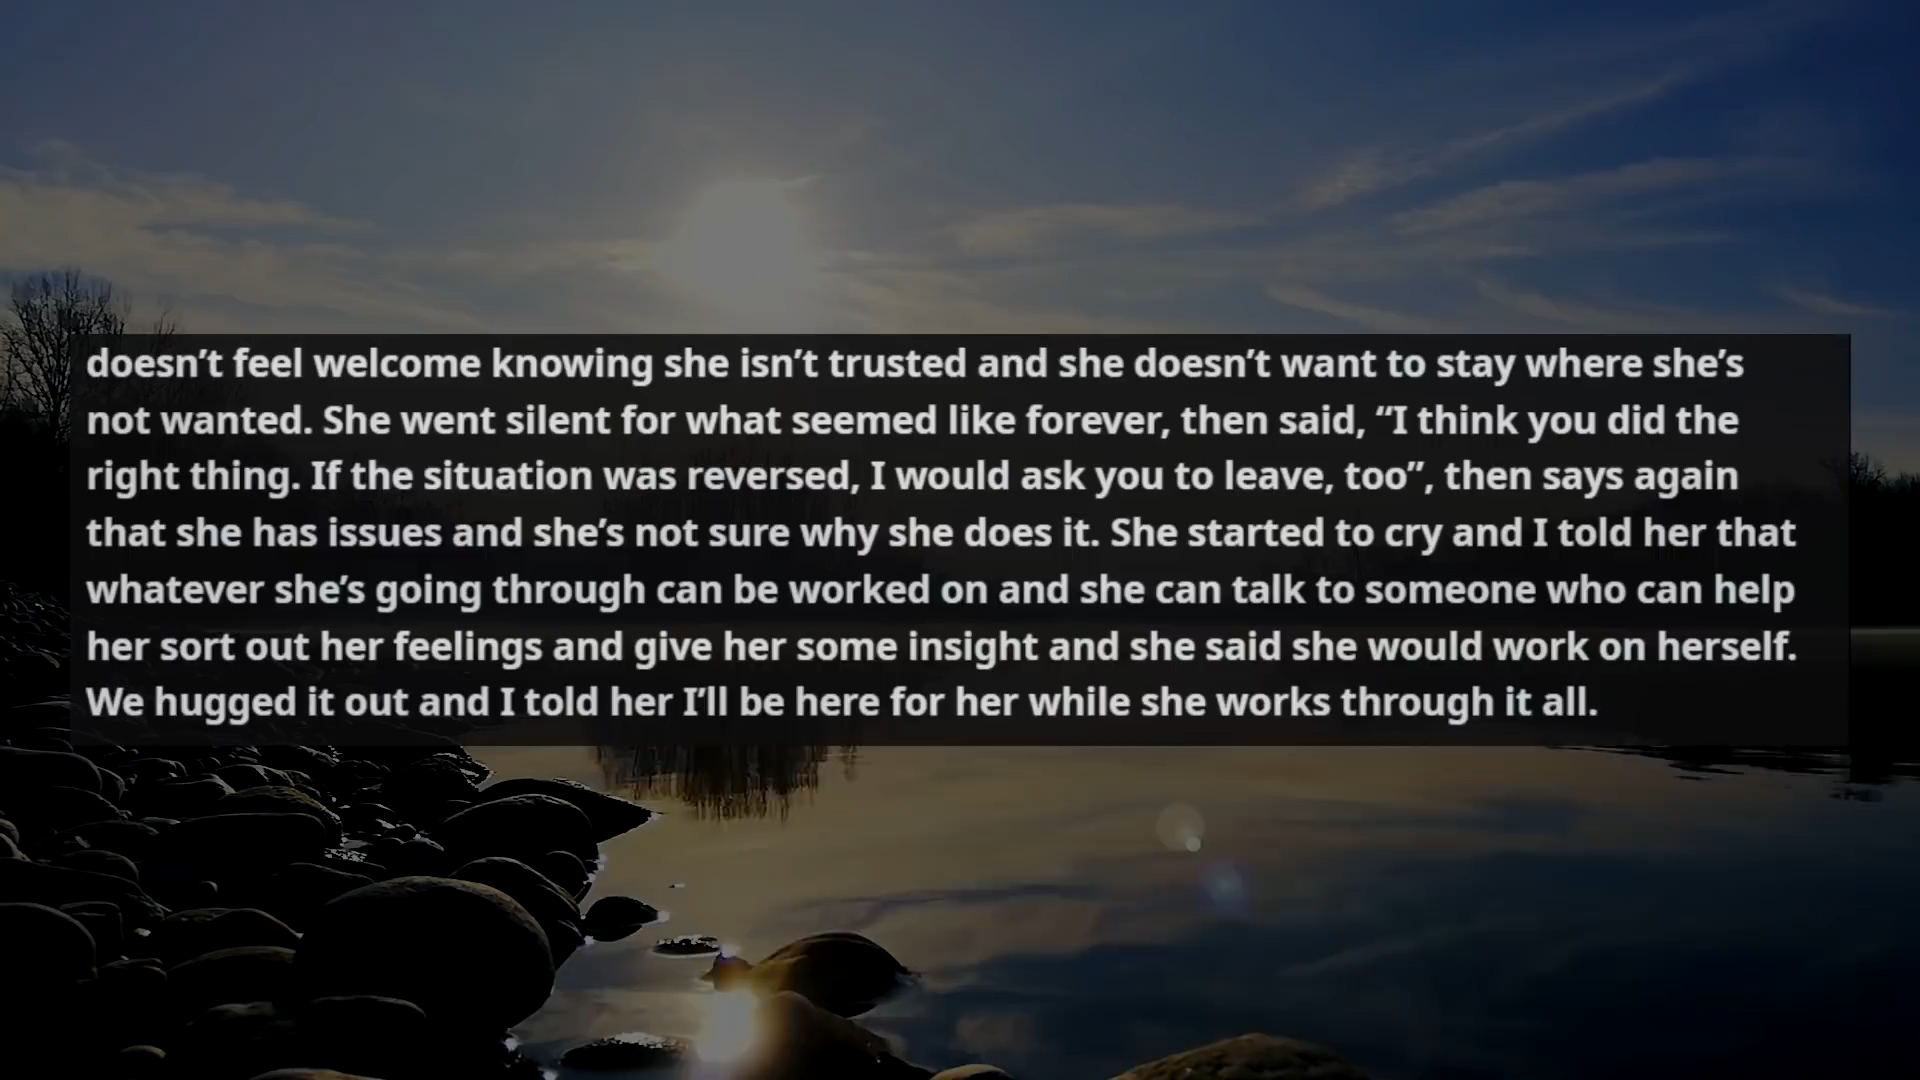 doesn’t feel welcome knowing she isn’t trusted and she doesn’t want to stay where she’s
not wanted. She went silent for what seemed like forever, then said, “I think you did the
right thing. If the situation was reversed, I would ask you to leave, too”, then says again
that she has issues and she’s not sure why she does it. She started to cry and I told her that
whatever she’s going through can be worked on and she can talk to someone who can help
her sort out her feelings and give her some insight and she said she would work on herself.
We hugged it out and I told her I’ll be here for her while she works through it all.